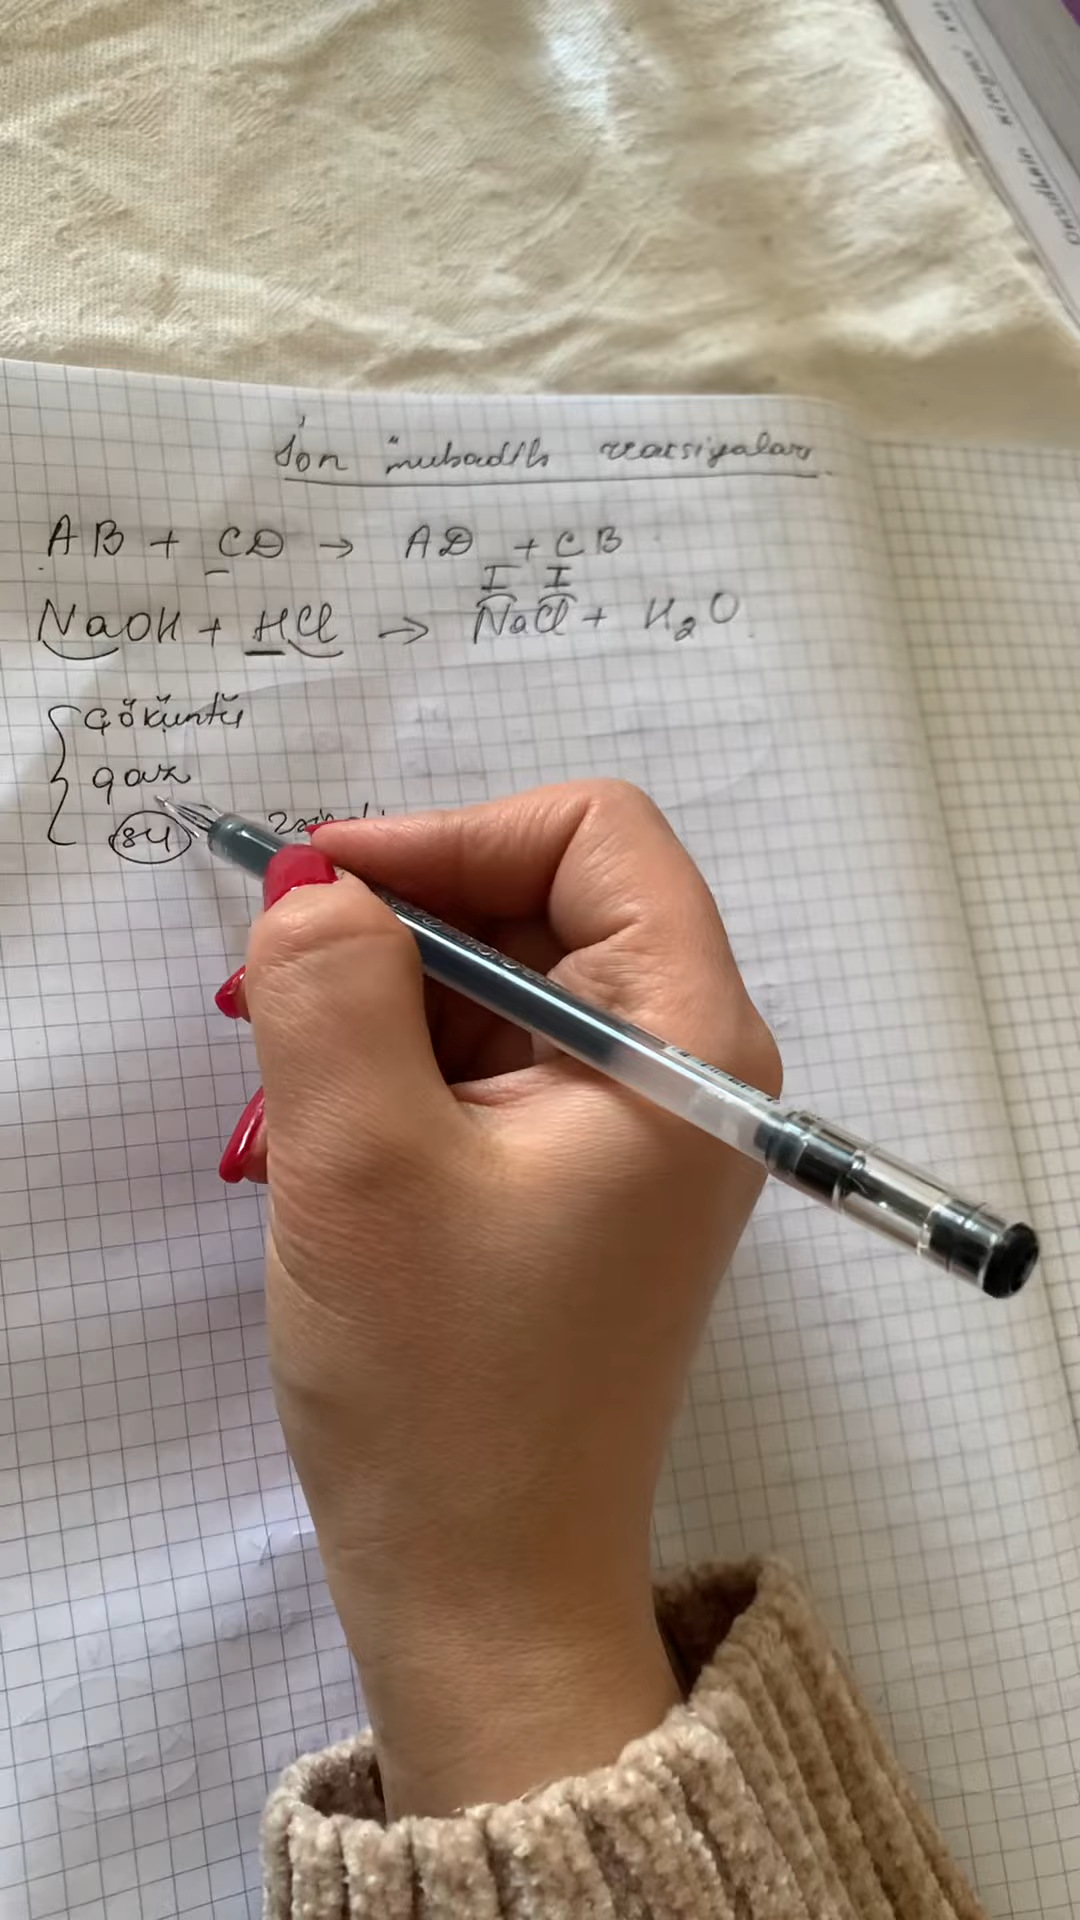 İon mübadilə reaksiyaları
AB + CD → AD + CB
I I
NaOH + HCl → NaCl + H₂O
çöküntü
qaz
su